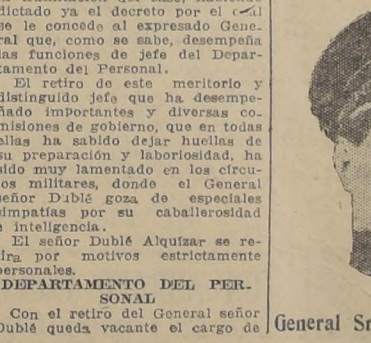 dictado ya el decreto por el cual
se le concede al expresado Gene-
ral que, como se sabe, desempeña
las funciones de jefe del Depar-
tamento del Personal.
El retiro de este meritorio y
distinguido jefe que ha desempe-
ñado importantes y diversas co-
misiones de gobierno, que en todas
ellas ha sabido dejar huellas de
su preparación y laboriosidad, ha
sido muy lamentado en los círcu-
los militares, donde el General
señor Dublé goza de especiales
simpatías por su caballerosidad
e inteligencia.
El señor Dublé Alquízar se re-
tira por motivos estrictamente
personales.
DEPARTAMENTO DEL PER-
SONAL
Con el retiro del General señor
Dublé queda vacante el cargo de
General Sr